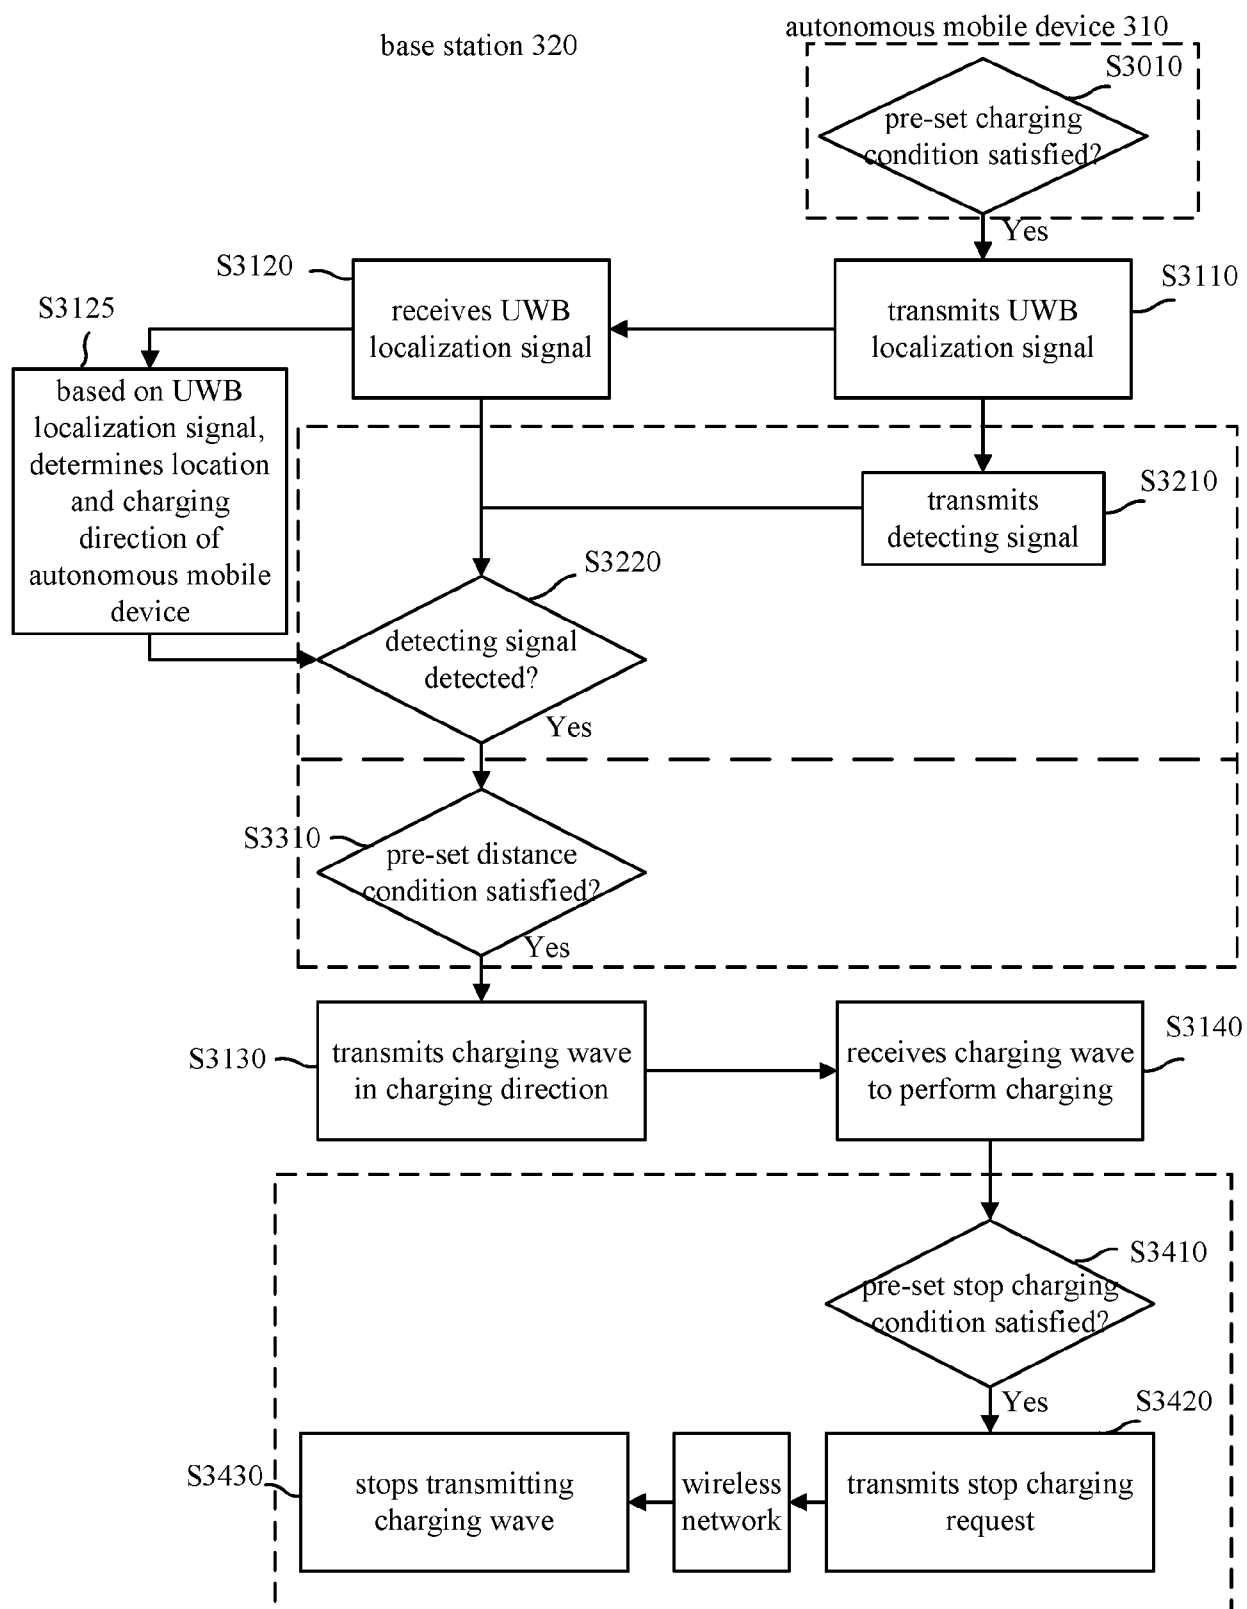 autonomous mobile device 310
base station 320
S3010
pre-set charging
condition satisfied?
Yes
S3120
receives UWB
localization signal
S3110
transmits UWB
localization signal
S3125
based on UWB
localization signal,
determines location
and charging
direction of
autonomous mobile
device
S3210
transmits
detecting signal
S3220
detecting signal
detected?
Yes
S3310
pre-set distance
condition satisfied?
Yes
S3130
transmits charging wave
in charging direction
S3140
receives charging wave
to perform charging
S3410
pre-set stop charging
condition satisfied?
Yes
S3420
transmits stop charging
request
wireless
network
S3430
stops transmitting
charging wave